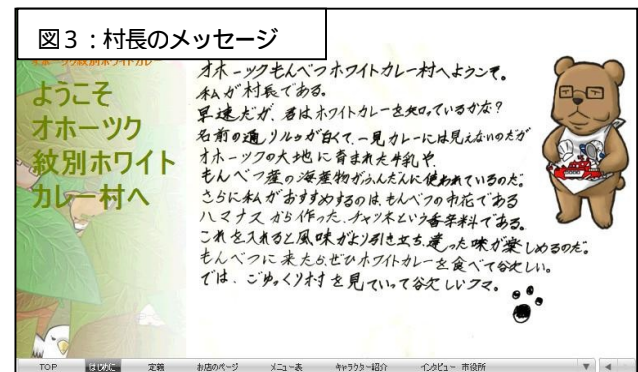 図3：村長のメッセージ
ようこそ
オホーツク
紋別ホワイト
カレー村へ
オホーツクもんべつホワイトカレー村へようこそ。
私が村長である。
早速だが、君はホワイトカレーを知っているかな？
名前の通りルゥが白くて、一見カレーには見えないのだが
オホーツクの大地に育まれた牛乳や、
もんべつ産の海産物がふんだんに使われているのだ。
さらに私がおすすめするのは、もんべつの市花である
ハマナスから作った、チャツネという香辛料である。
これを入れると風味がより引き立ち、違った味が楽しめるのだ。
もんべつに来たらぜひホワイトカレーを食べて欲しい。
では、ごゆっくり村を見ていって欲しいクマ。
TOP はじめに 定義 お店のページ メニュー表 キャラクター紹介 インタビュー 市役所